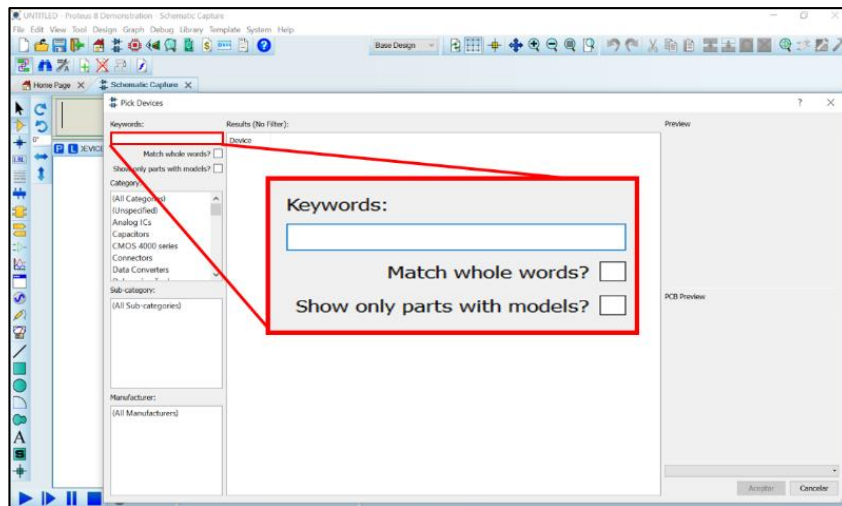 UNTITLED - Proteus 8 Demonstration - Schematic Capture
File Edit View Tool Design Graph Debug Library Template System Help
Base Design
Home Page X Schematic Capture X
Pick Devices ? X
Keywords: Results (No Filter): Preview
Device
Match whole words?
Show only parts with models?
Category:
(All Categories)
(Unspecified)
Analog ICs
Capacitors
CMOS 4000 series
Connectors
Data Converters
Sub-category:
(All Sub-categories)
Manufacturer:
(All Manufacturers)
Keywords:
Match whole words?
Show only parts with models?
PCB Preview
Aceptar Cancelar
P L DEVICE
0°
LBL
A
S